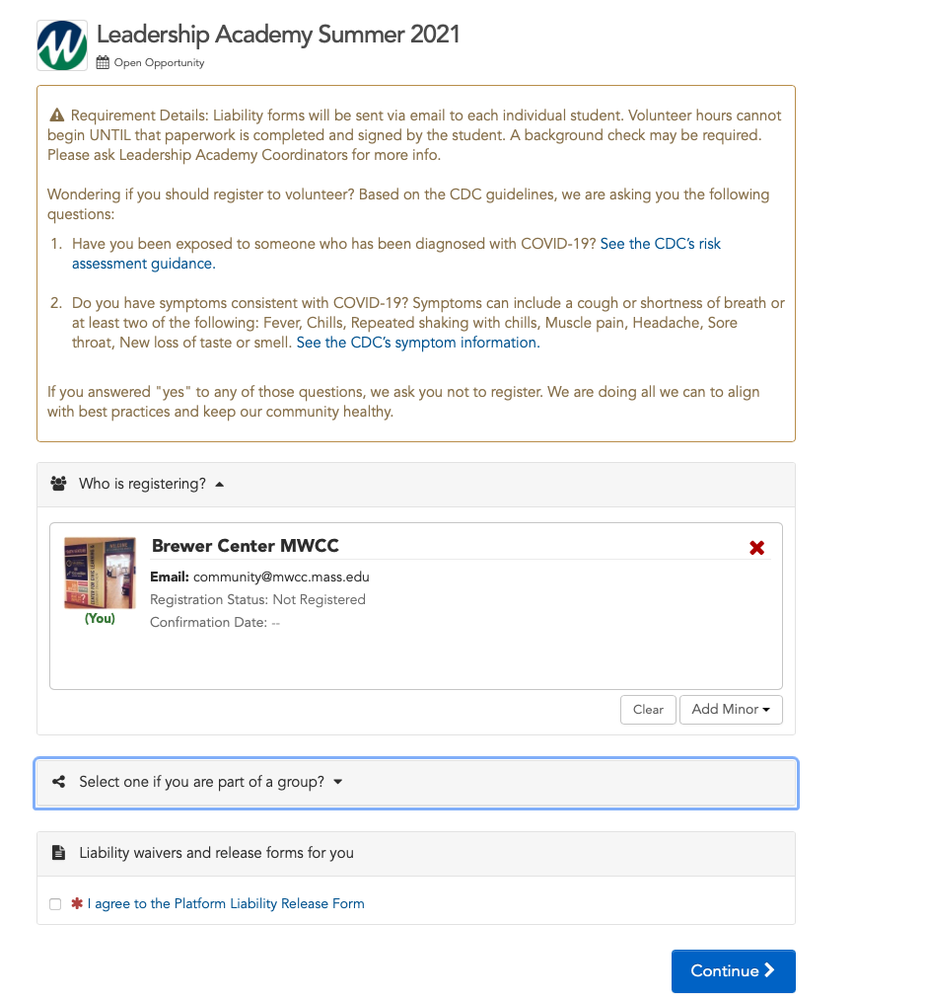 Leadership Academy Summer 2021
Open Opportunity
Requirement Details: Liability forms will be sent via email to each individual student. Volunteer hours cannot
begin UNTIL that paperwork is completed and signed by the student. A background check may be required.
Please ask Leadership Academy Coordinators for more info.
Wondering if you should register to volunteer? Based on the CDC guidelines, we are asking you the following
questions:
1. Have you been exposed to someone who has been diagnosed with COVID-19? See the CDC's risk
assessment guidance.
2. Do you have symptoms consistent with COVID-19? Symptoms can include a cough or shortness of breath or
at least two of the following: Fever, Chills, Repeated shaking with chills, Muscle pain, Headache, Sore
throat, New loss of taste or smell. See the CDC's symptom information.
If you answered "yes" to any of those questions, we ask you not to register. We are doing all we can to align
with best practices and keep our community healthy.
Who is registering?
Brewer Center MWCC
Email: community@mwcc.mass.edu
(You)
Registration Status: Not Registered
Confirmation Date: --
Clear
Add Minor
Select one if you are part of a group?
Liability waivers and release forms for you
✱ I agree to the Platform Liability Release Form
Continue